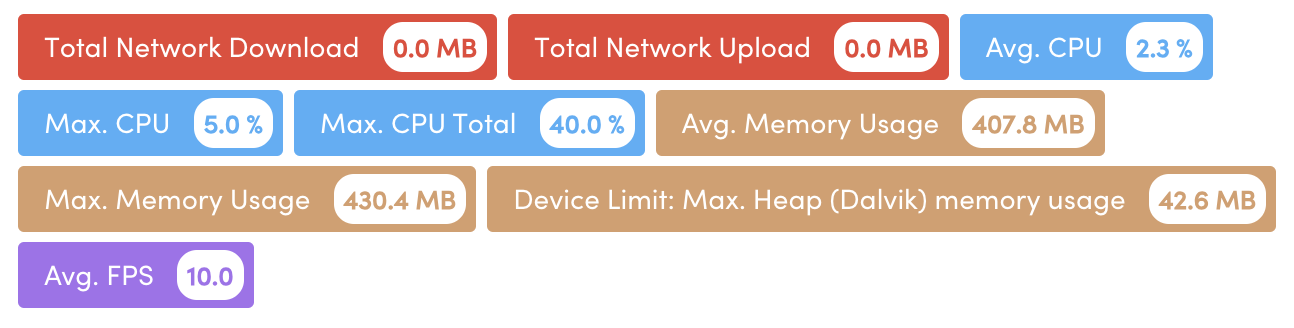 Total Network Download 0.0 MB Total Network Upload 0.0 MB Avg. CPU 2.3 %
Max. CPU 5.0 % Max. CPU Total 40.0 % Avg. Memory Usage 407.8 MB
Max. Memory Usage 430.4 MB Device Limit: Max. Heap (Dalvik) memory usage 42.6 MB
Avg. FPS 10.0